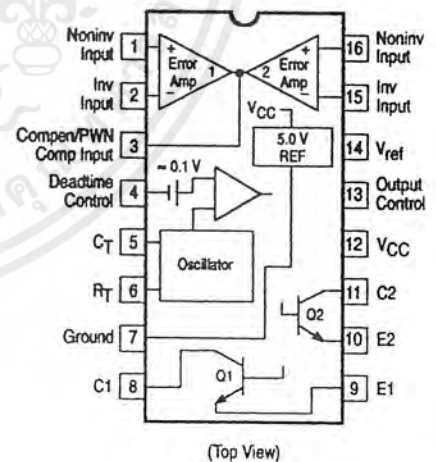 Noninv Input 1
Inv Input 2
Compen/PWN Comp Input 3
Deadtime Control 4
CT 5
RT 6
Ground 7
C1 8
+ Error Amp 1 −
+ 2 Error Amp −
VCC
5.0 V REF
≈ 0.1 V
Oscillator
Q2
Q1
16 Noninv Input
15 Inv Input
14 Vref
13 Output Control
12 VCC
11 C2
10 E2
9 E1
(Top View)